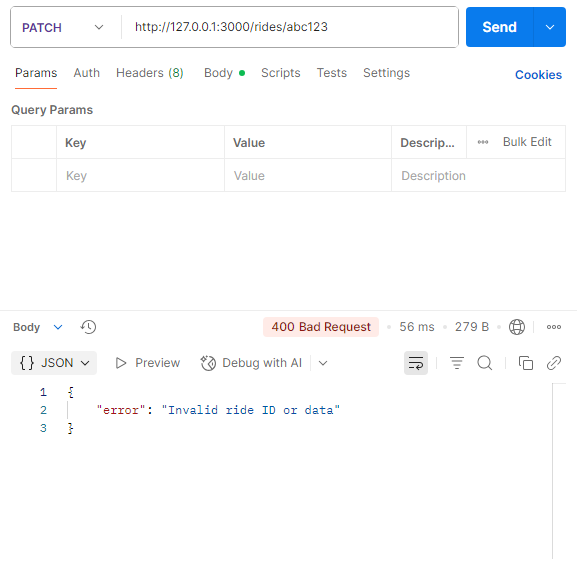 PATCH http://127.0.0.1:3000/rides/abc123 Send
Params Auth Headers (8) Body Scripts Tests Settings Cookies
Query Params
Key Value Descrip... Bulk Edit
Key Value Description
Body 400 Bad Request 56 ms 279 B
{} JSON Preview Debug with AI
1 {
2 "error": "Invalid ride ID or data"
3 }